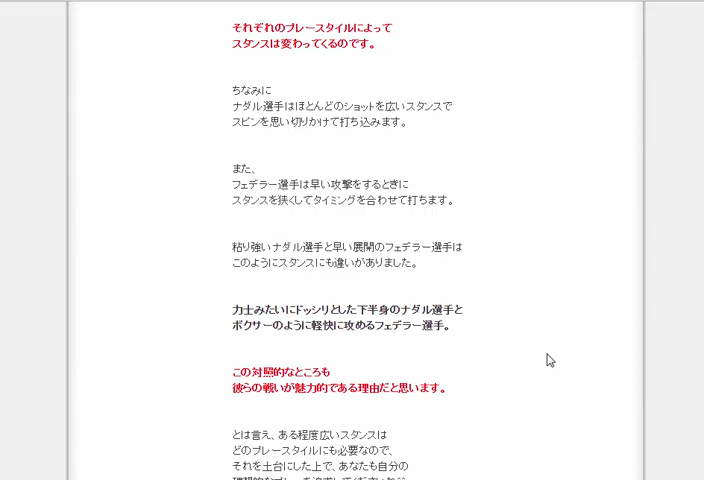 それぞれのプレースタイルによって
スタンスは変わってくるのです。
ちなみに
ナダル選手はほとんどのショットを広いスタンスで
スピンを思い切りかけて打ち込みます。
また、
フェデラー選手は早い攻撃をするときに
スタンスを狭くしてタイミングを合わせて打ちます。
粘り強いナダル選手と早い展開のフェデラー選手は
このようにスタンスにも違いがありました。
力士みたいにドッシリとした下半身のナダル選手と
ボクサーのように軽快に攻めるフェデラー選手。
この対照的なところも
彼らの戦いが魅力的である理由だと思います。
とは言え、ある程度広いスタンスは
どのプレースタイルにも必要なので、
それを土台にした上で、あなたも自分の